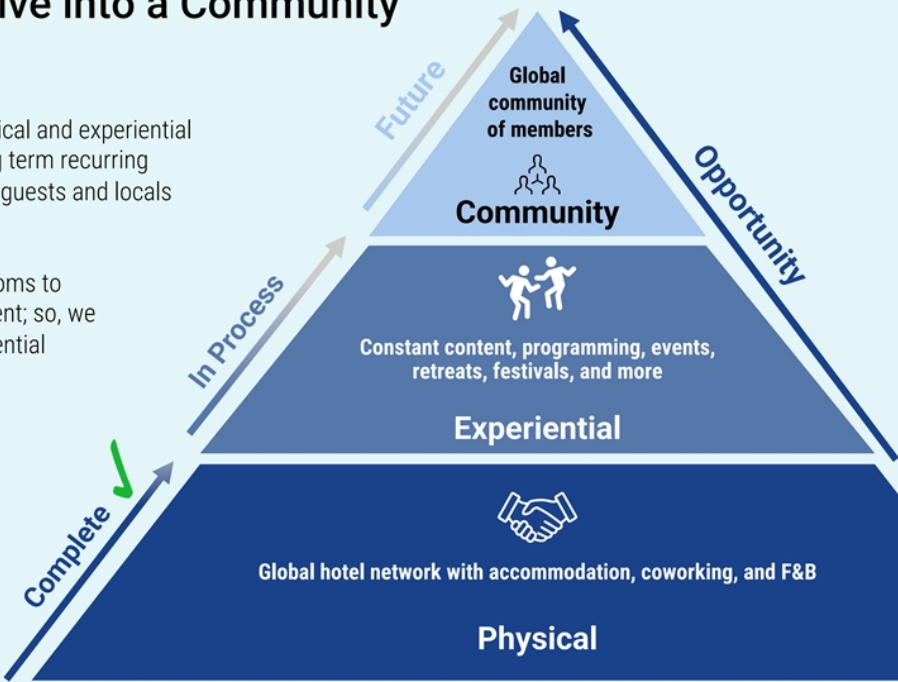 ive into a Community
ical and experiential
term recurring
guests and locals
oms to
ent; so, we
ential
Future
In Process
Complete
Opportunity
Global
community
of members
Community
Constant content, programming, events,
retreats, festivals, and more
Experiential
Global hotel network with accommodation, coworking, and F&B
Physical